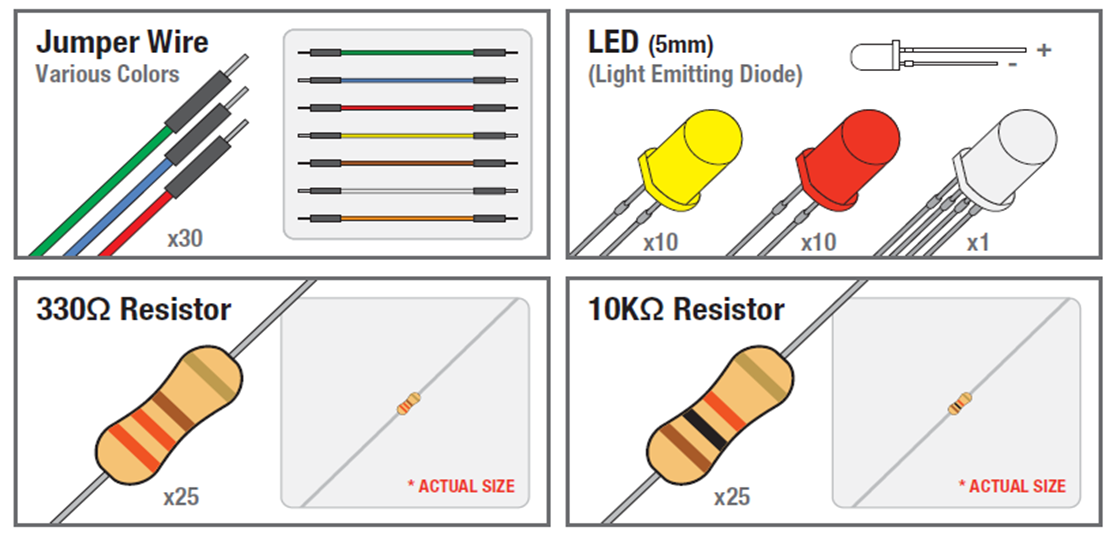 Jumper Wire
Various Colors
x30
LED (5mm)
(Light Emitting Diode)
+
-
x10
x10
x1
330Ω Resistor
x25
* ACTUAL SIZE
10KΩ Resistor
x25
* ACTUAL SIZE